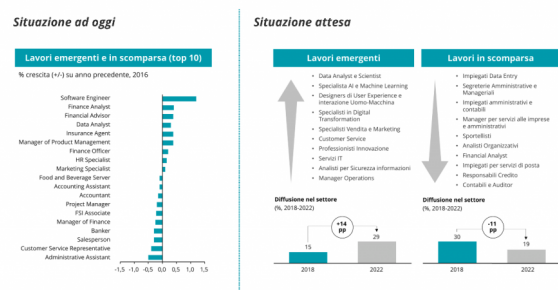 Situazione ad oggi
Situazione attesa
Lavori emergenti e in scomparsa (top 10)
% crescita (+/-) su anno precedente, 2016
Software Engineer
Finance Analyst
Financial Advisor
Data Analyst
Insurance Agent
Manager of Product Management
Finance Officer
HR Specialist
Marketing Specialist
Food and Beverage Server
Accounting Assistant
Accountant
Project Manager
FSI Associate
Manager of Finance
Banker
Salesperson
Customer Service Representative
Administrative Assistant
-1,5 -1,0 -0,5 0,0 0,5 1,0 1,5
Lavori emergenti
• Data Analyst e Scientist
• Specialista AI e Machine Learning
• Designers di User Experience e
interazione Uomo-Macchina
• Specialisti in Digital
Transformation
• Specialisti Vendita e Marketing
• Customer Service
• Professionisti Innovazione
• Servizi IT
• Analisti per Sicurezza informazioni
• Manager Operations
Diffusione nel settore
(%, 2018-2022)
+14
pp
15
29
2018
2022
Lavori in scomparsa
• Impiegati Data Entry
• Segreterie Amministrative e
Manageriali
• Impiegati amministrativi e
contabili
• Manager per servizi alle imprese
e amministrativi
• Sportellisti
• Analisti Organizzativi
• Financial Analyst
• Impiegati per servizi di posta
• Responsabili Credito
• Contabili e Auditor
Diffusione nel settore
(%, 2018-2022)
-11
pp
30
19
2018
2022